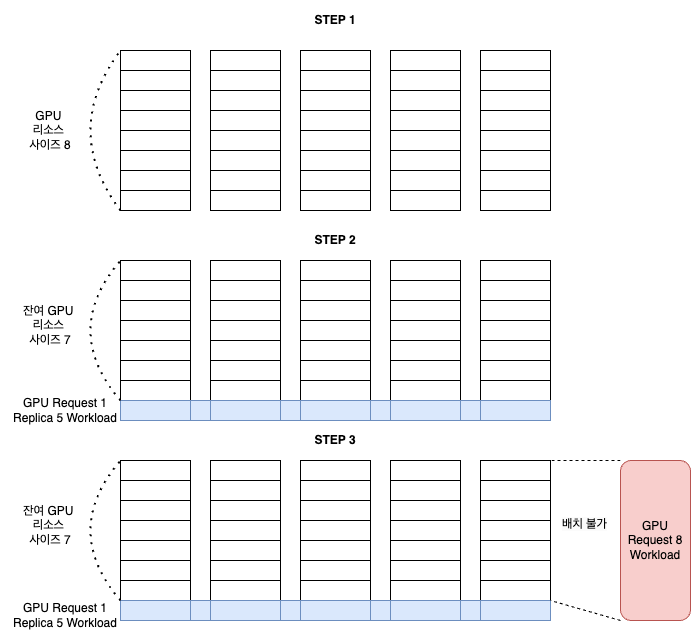 STEP 1
GPU
리소스
사이즈 8
STEP 2
잔여 GPU
리소스
사이즈 7
GPU Request 1
Replica 5 Workload
STEP 3
잔여 GPU
리소스
사이즈 7
배치 불가
GPU
Request 8
Workload
GPU Request 1
Replica 5 Workload